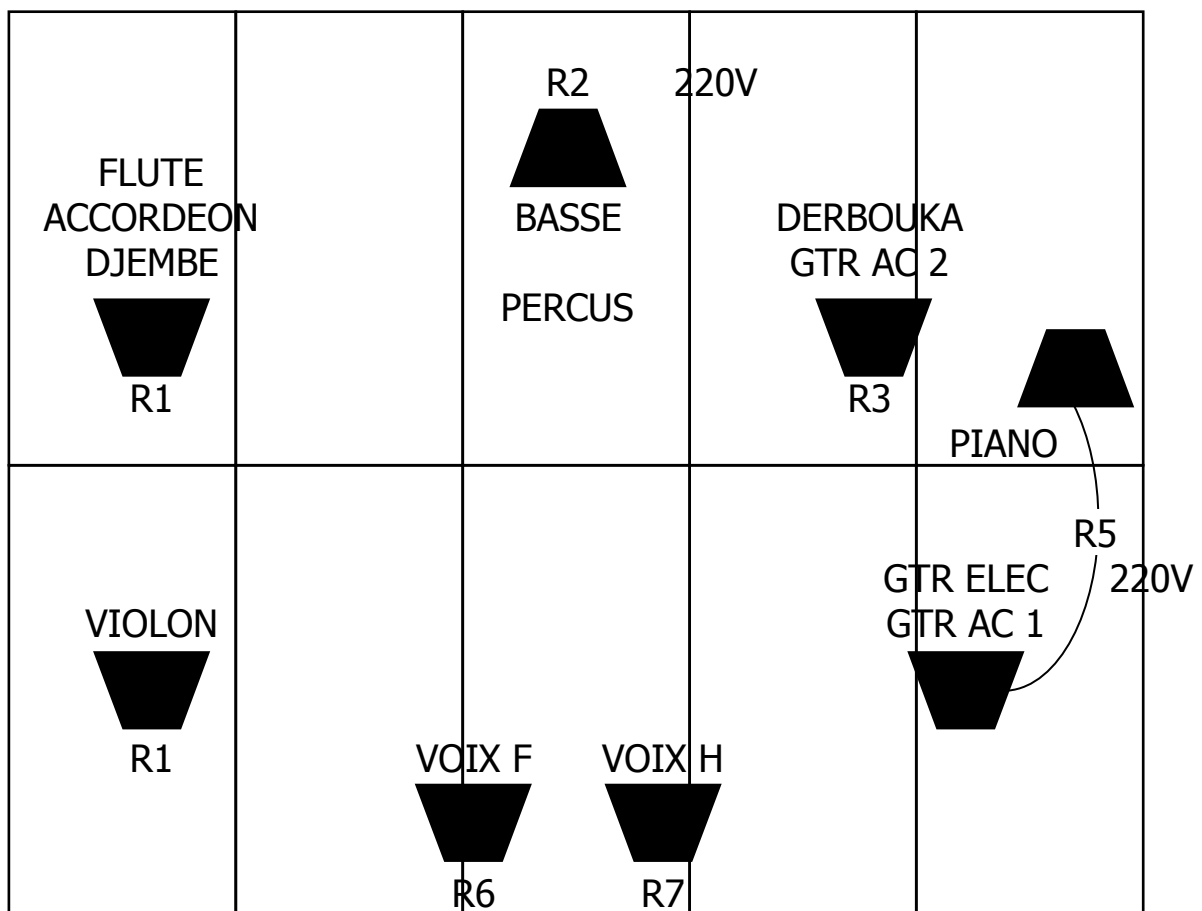 R2
220V
FLUTE
ACCORDEON
DJEMBE
R1
BASSE
PERCUS
DERBOUKA
GTR AC 2
R3
PIANO
R5
VIOLON
R1
GTR ELEC
GTR AC 1
220V
VOIX F
R6
VOIX H
R7